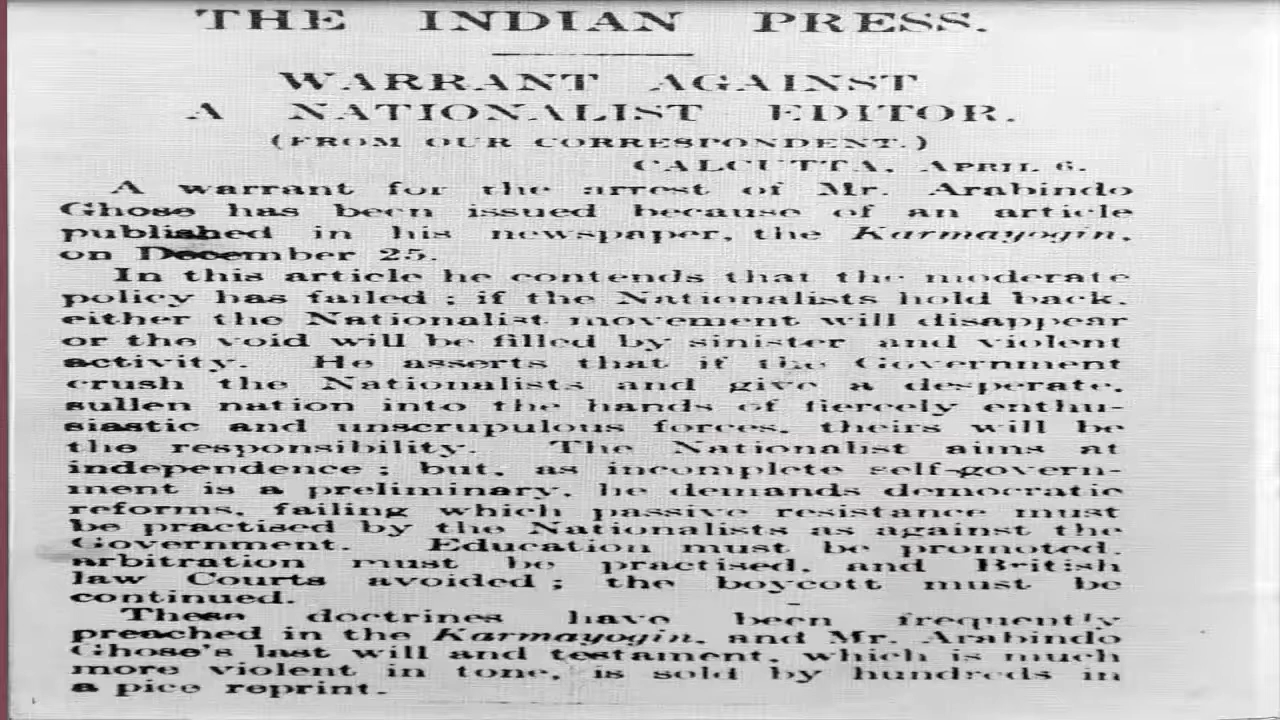 THE INDIAN PRESS.
WARRANT AGAINST
A NATIONALIST EDITOR.
(FROM OUR CORRESPONDENT.)
CALCUTTA, APRIL 6.
A warrant for the arrest of Mr. Arabindo
Ghose has been issued because of an article
published in his newspaper, the Karmayogin,
on December 25.
In this article he contends that the moderate
policy has failed; if the Nationalists hold back,
either the Nationalist movement will disappear
or the void will be filled by sinister and violent
activity. He asserts that if the Government
crush the Nationalists and give a desperate,
sullen nation into the hands of fiercely enthu-
siastic and unscrupulous forces, theirs will be
the responsibility. The Nationalist aims at
independence; but, as incomplete self-govern-
ment is a preliminary, he demands democratic
reforms, failing which passive resistance must
be practised by the Nationalists as against the
Government. Education must be promoted,
arbitration must be practised, and British
law Courts avoided; the boycott must be
continued.
These doctrines have been frequently
preached in the Karmayogin, and Mr. Arabindo
Ghose's last will and testament, which is much
more violent in tone, is sold by hundreds in
a pice reprint.